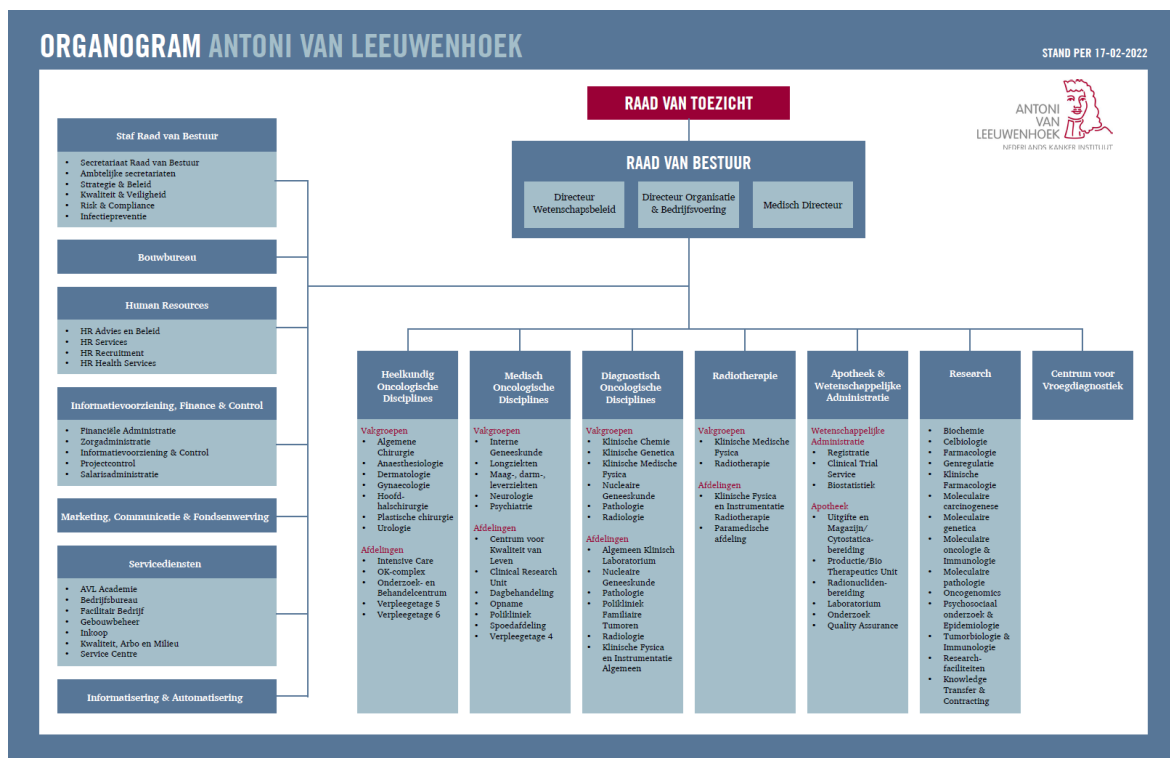 ORGANOGRAM ANTONI VAN LEEUWENHOEK
STAND PER 17-02-2022
ANTONI
VAN
LEEUWENHOEK
NEDERLANDS KANKER INSTITUUT
RAAD VAN TOEZICHT
RAAD VAN BESTUUR
Directeur
Wetenschapsbeleid
Directeur Organisatie
& Bedrijfsvoering
Medisch Directeur
Staf Raad van Bestuur
• Secretariaat Raad van Bestuur
• Ambtelijke secretariaten
• Strategie & Beleid
• Kwaliteit & Veiligheid
• Risk & Compliance
• Infectiepreventie
Bouwbureau
Human Resources
• HR Advies en Beleid
• HR Services
• HR Recruitment
• HR Health Services
Informatievoorziening, Finance & Control
• Financiële Administratie
• Zorgadministratie
• Informatievoorziening & Control
• Projectcontrol
• Salarisadministratie
Marketing, Communicatie & Fondsenwerving
Servicediensten
• AVL Academie
• Bedrijfsbureau
• Facilitair Bedrijf
• Gebouwbeheer
• Inkoop
• Kwaliteit, Arbo en Milieu
• Service Centre
Informatisering & Automatisering
Heelkundig
Oncologische
Disciplines
Vakgroepen
• Algemene
Chirurgie
• Anaesthesiologie
• Dermatologie
• Gynaecologie
• Hoofd-
halschirurgie
• Plastische chirurgie
• Urologie
Afdelingen
• Intensive Care
• OK-complex
• Onderzoek- en
Behandelcentrum
• Verpleegetage 5
• Verpleegetage 6
Medisch
Oncologische
Disciplines
Vakgroepen
• Interne
Geneeskunde
• Longziekten
• Maag-, darm-,
leverziekten
• Neurologie
• Psychiatrie
Afdelingen
• Centrum voor
Kwaliteit van
Leven
• Clinical Research
Unit
• Dagbehandeling
• Opname
• Polikliniek
• Spoedafdeling
• Verpleegetage 4
Diagnostisch
Oncologische
Disciplines
Vakgroepen
• Klinische Chemie
• Klinische Genetica
• Klinische Medische
Pysica
• Nucleaire
Geneeskunde
• Pathologie
• Radiologie
Afdelingen
• Algemeen Klinisch
Laboratorium
• Nucleaire
Geneeskunde
• Pathologie
• Polikliniek
Familiaire
Tumoren
• Radiologie
• Klinische Pysica
en Instrumentatie
Algemeen
Radiotherapie
Vakgroepen
• Klinische Medische
Pysica
• Radiotherapie
Afdelingen
• Klinische Pysica
en Instrumentatie
Radiotherapie
• Paramedische
afdeling
Apotheek &
Wetenschappelijke
Administratie
Wetenschappelijke
Administratie
• Registratie
• Clinical Trial
Service
• Biostatistiek
Apotheek
• Uitgifte en
Magazijn/
Cytostatica-
bereiding
• Productie/Bio
Therapeutics Unit
• Radionucliden-
bereiding
• Laboratorium
• Onderzoek
• Quality Assurance
Research
• Biochemie
• Celbiologie
• Farmacologie
• Genregulatie
• Klinische
Farmacologie
• Moleculaire
carcinogenese
• Moleculaire
genetica
• Moleculaire
oncologie &
Immunologie
• Moleculaire
pathologie
• Oncogenomics
• Psychosociaal
onderzoek &
Epidemiologie
• Tumorbiologie &
Immunologie
• Research-
faciliteiten
• Knowledge
Transfer &
Contracting
Centrum voor
Vroegdiagnostiek